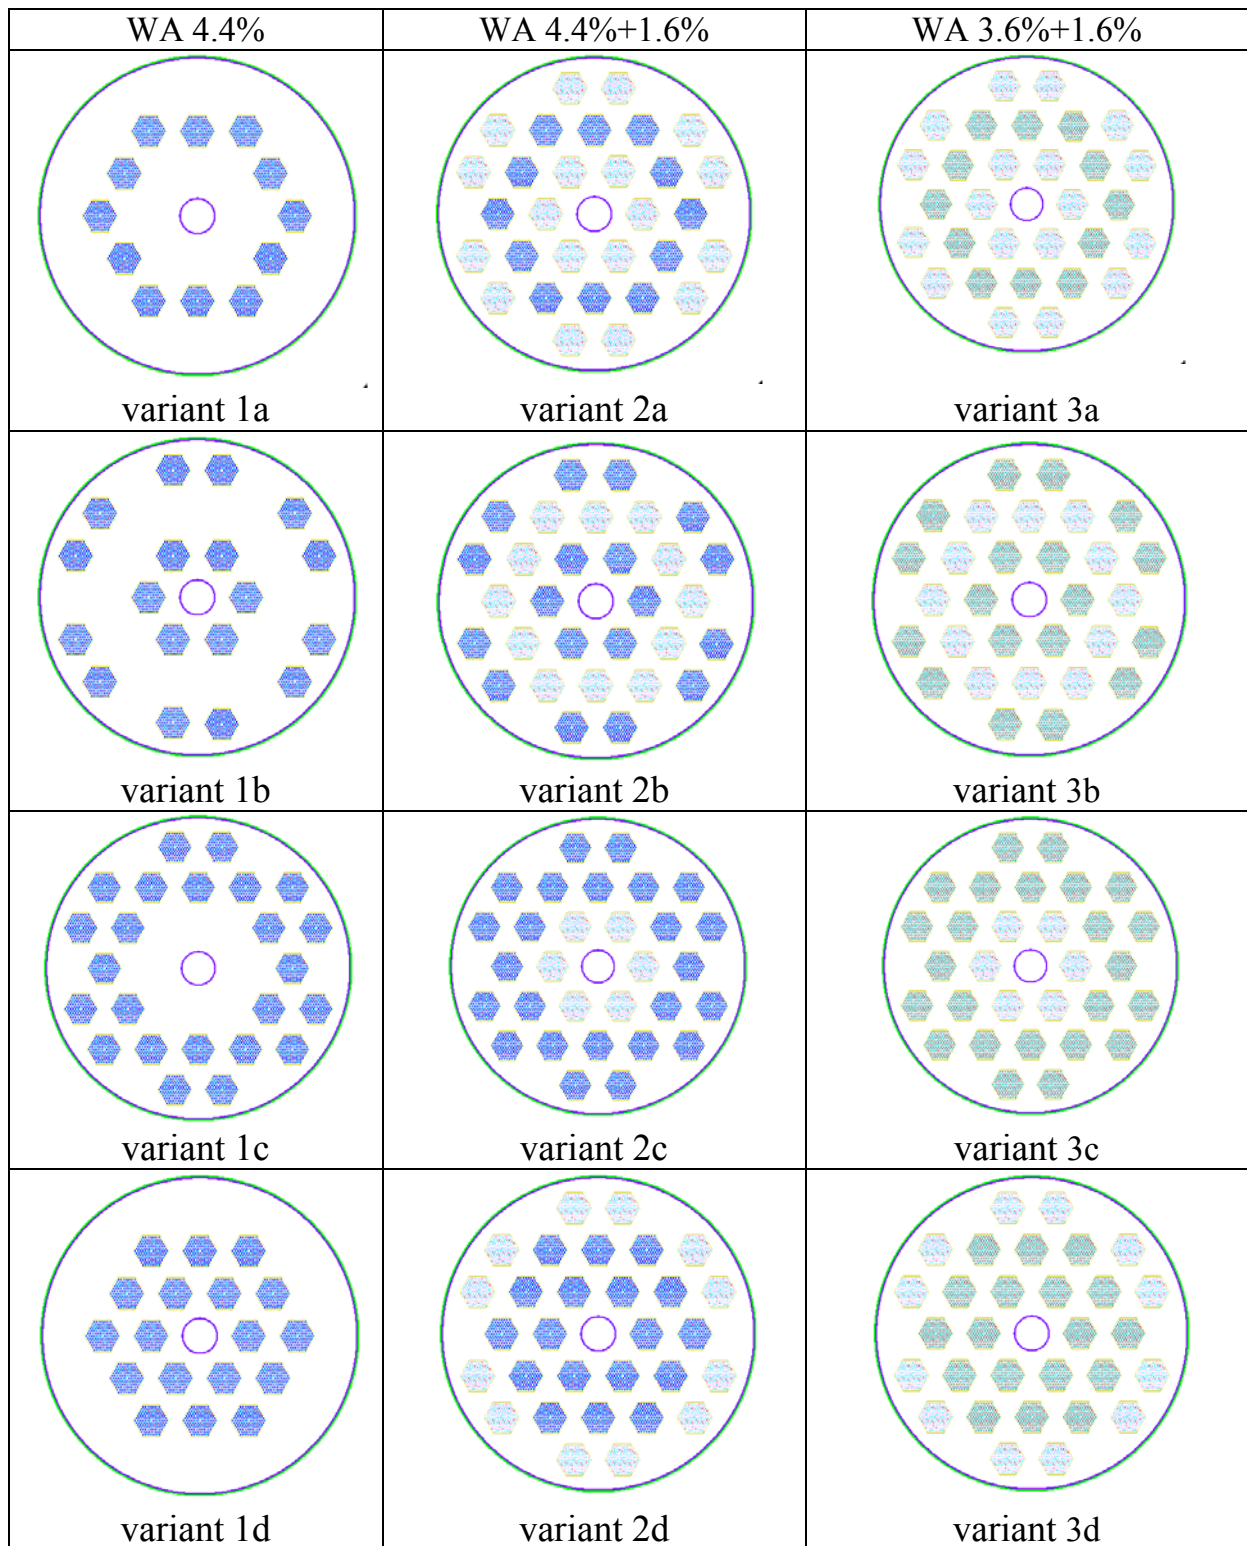 WA 4.4% WA 4.4%+1.6% WA 3.6%+1.6%
variant 1a variant 2a variant 3a
variant 1b variant 2b variant 3b
variant 1c variant 2c variant 3c
variant 1d variant 2d variant 3d